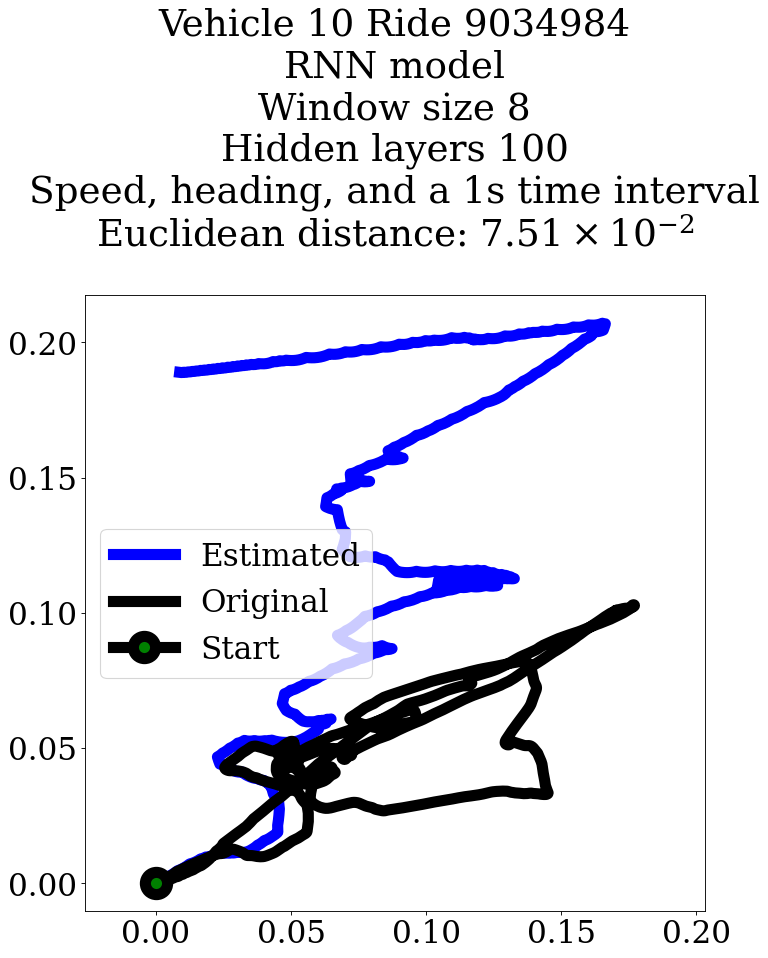 Vehicle 10 Ride 9034984
RNN model
Window size 8
Hidden layers 100
Speed, heading, and a 1s time interval
Euclidean distance: 7.51 × 10⁻²
0.20
0.15
0.10
0.05
0.00
Estimated
Original
Start
0.00 0.05 0.10 0.15 0.20